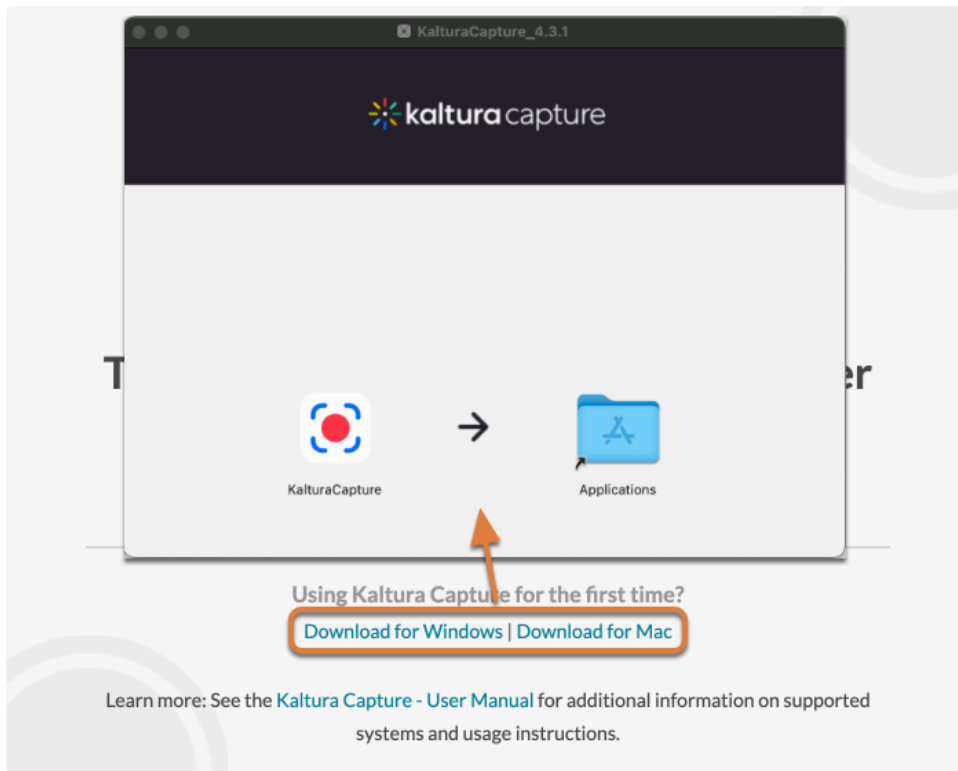 KalturaCapture_4.3.1
kaltura capture
T
er
KalturaCapture
Applications
Using Kaltura Capture for the first time?
Download for Windows | Download for Mac
Learn more: See the Kaltura Capture - User Manual for additional information on supported
systems and usage instructions.